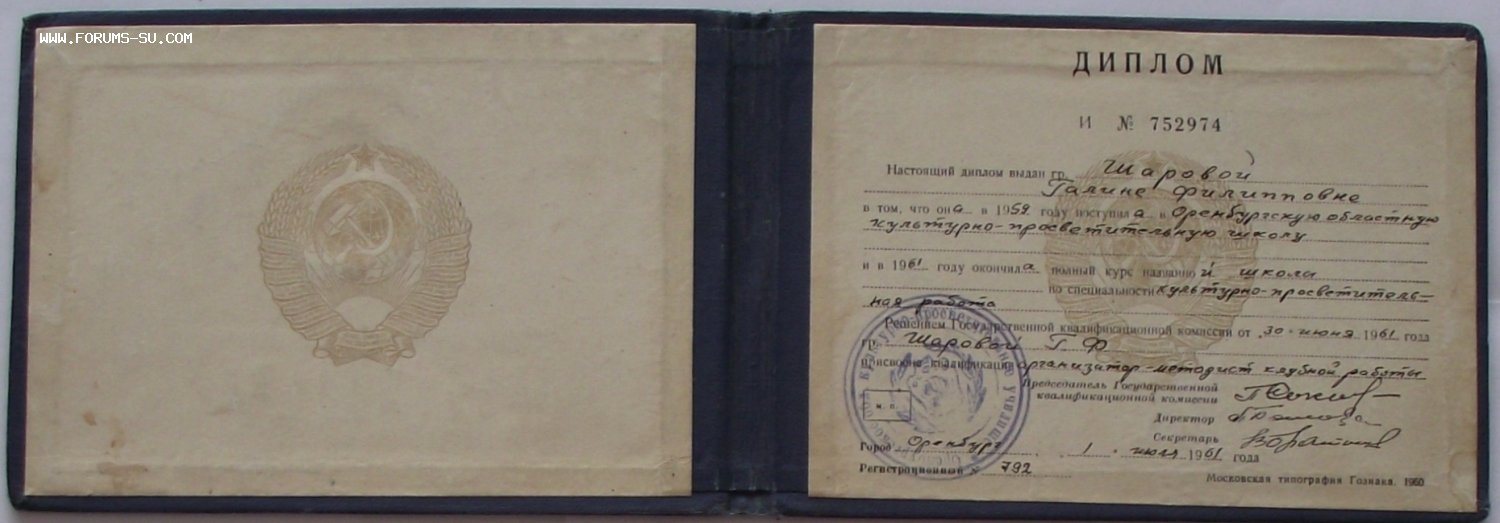 www.forums-su.com
ДИПЛОМ
И № 752974
Настоящий диплом выдан гр. Шаровой
Галине Филипповне
в том, что она в 1959 году поступила в Оренбургскую областную
культурно-просветительную школу
и в 1961 году окончила полный курс названной школы
по специальности культурно-просветитель-
ная работа
Решением Государственной квалификационной комиссии от 30 июня 1961 года
гр. Шаровой Г Ф
присвоена квалификация организатор-методист клубной работы
Председатель Государственной
квалификационной комиссии
Директор
Секретарь
м. п.
Город Оренбург 1 июля 1961 года
Регистрационный № 792
Московская типография Гознака. 1960